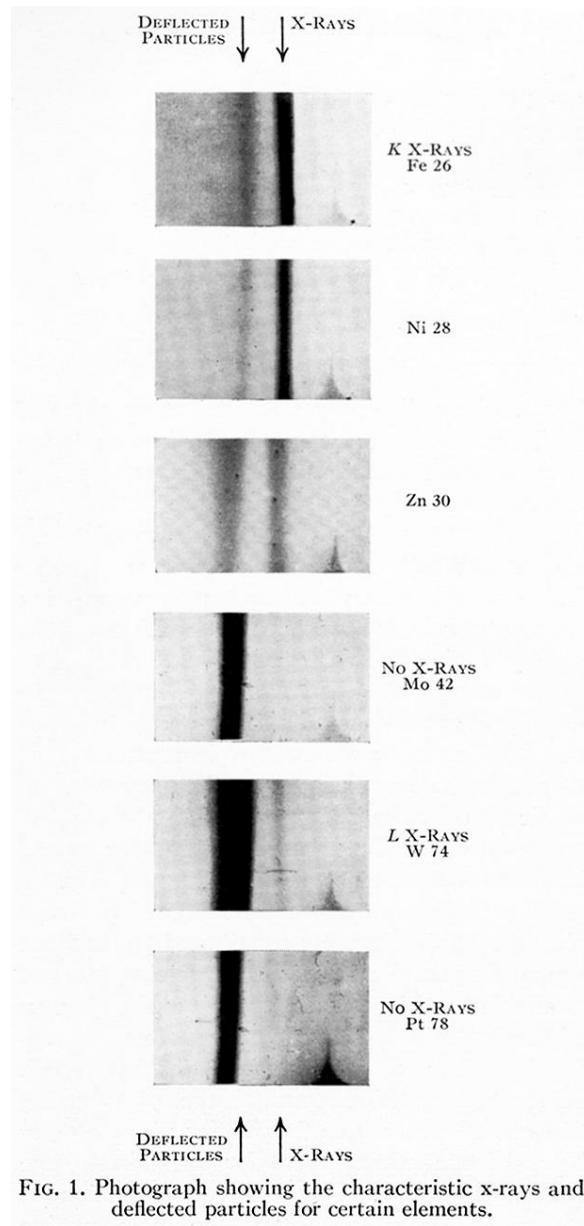 DEFLECTED
PARTICLES
X-RAYS
K X-RAYS
Fe 26
Ni 28
Zn 30
NO X-RAYS
Mo 42
L X-RAYS
W 74
NO X-RAYS
Pt 78
DEFLECTED
PARTICLES
X-RAYS
FIG. 1. Photograph showing the characteristic x-rays and
deflected particles for certain elements.